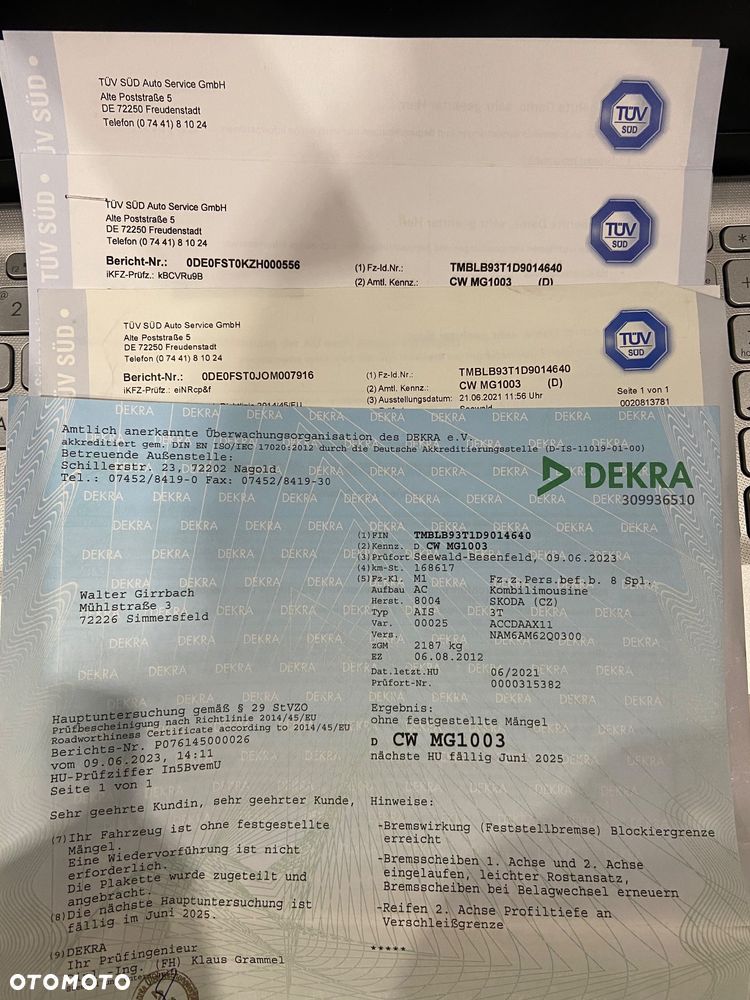 TÜV SÜD
TÜV SÜD Auto Service GmbH
Alte Poststraße 5
DE 72250 Freudenstadt
Telefon (0 74 41) 8 10 24
TÜV
SÜD
TÜV SÜD
TÜV SÜD Auto Service GmbH
Alte Poststraße 5
DE 72250 Freudenstadt
Telefon (0 74 41) 8 10 24
TÜV
SÜD
Bericht-Nr.: 0DE0FST0KZH000556
iKFZ-Prüfz.: kBCVRu9B
(1) Fz-Id.Nr.: TMBLB93T1D9014640
(2) Amtl. Kennz.: CW MG1003 (D)
TÜV SÜD
TÜV SÜD Auto Service GmbH
Alte Poststraße 5
DE 72250 Freudenstadt
Telefon (0 74 41) 8 10 24
TÜV
SÜD
Bericht-Nr.: 0DE0FST0JOM007916
iKFZ-Prüfz.: eiNRcp&f
(1) Fz-Id.Nr.: TMBLB93T1D9014640
(2) Amtl. Kennz.: CW MG1003 (D)
(3) Ausstellungsdatum: 21.06.2021 11:56 Uhr
Seite 1 von 1
0020813781
Amtlich anerkannte Überwachungsorganisation des DEKRA e.V.
akkreditiert gem. DIN EN ISO/IEC 17020:2012 durch die Deutsche Akkreditierungsstelle (D-IS-11019-01-00)
Betreuende Außenstelle:
Schillerstr. 23, 72202 Nagold
Tel.: 07452/8419-0 Fax: 07452/8419-30
DEKRA
309936510
(1) FIN TMBLB93T1D9014640
(2) Kennz. D CW MG1003
(3) Prüfort Seewald-Besenfeld, 09.06.2023
(4) km-St. 168617
(5) Fz-Kl. M1 Fz.z.Pers.bef.b. 8 Spl.
Aufbau AC Kombilimousine
Herst. 8004 SKODA (CZ)
Typ AIS 3T
Var. 00025 ACCDAAX11
Vers. NAM6AM62Q0300
zGM 2187 kg
EZ 06.08.2012
Dat.letzt.HU 06/2021
Prüfort-Nr. 0000315382
Walter Girrbach
Mühlstraße 3
72226 Simmersfeld
Hauptuntersuchung gemäß § 29 StVZO
Prüfbescheinigung nach Richtlinie 2014/45/EU
Roadworthiness Certificate according to 2014/45/EU
Berichts-Nr. P076145000026
vom 09.06.2023, 14:11
HU-Prüfziffer In5BvemU
Seite 1 von 1
Ergebnis:
ohne festgestellte Mängel
D CW MG1003
nächste HU fällig Juni 2025
Sehr geehrte Kundin, sehr geehrter Kunde,
(7) Ihr Fahrzeug ist ohne festgestellte
Mängel.
Eine Wiedervorführung ist nicht
erforderlich.
Die Plakette wurde zugeteilt und
angebracht.
(8) Die nächste Hauptuntersuchung ist
fällig im Juni 2025.
(9) DEKRA
Ihr Prüfingenieur
(FH) Klaus Grammel
Hinweise:
-Bremswirkung (Feststellbremse) Blockiergrenze
erreicht
-Bremsscheiben 1. Achse und 2. Achse
eingelaufen, leichter Rostansatz,
Bremsscheiben bei Belagwechsel erneuern
-Reifen 2. Achse Profiltiefe an
Verschleißgrenze
*****
OTOMOTO